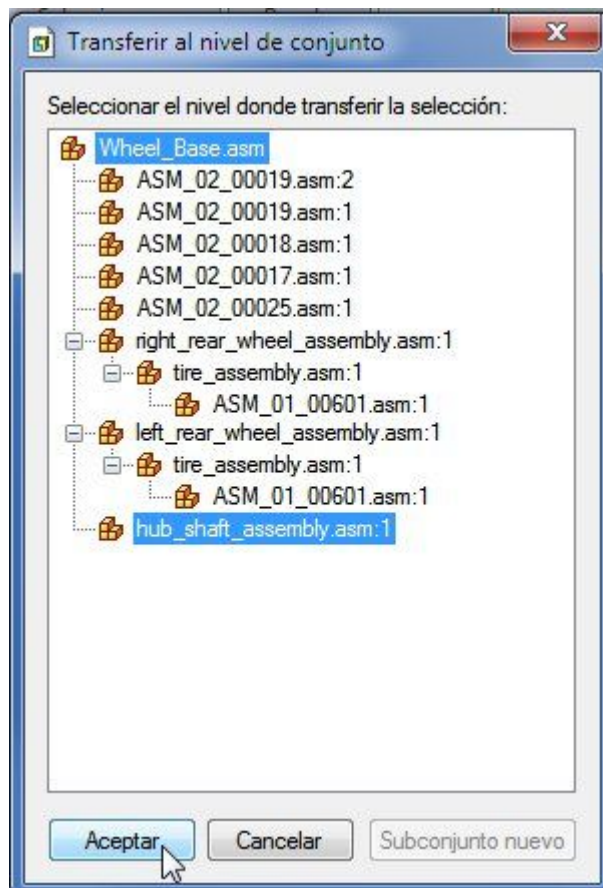 Transferir al nivel de conjunto
Seleccionar el nivel donde transferir la selección:
Wheel_Base.asm
ASM_02_00019.asm:2
ASM_02_00019.asm:1
ASM_02_00018.asm:1
ASM_02_00017.asm:1
ASM_02_00025.asm:1
right_rear_wheel_assembly.asm:1
tire_assembly.asm:1
ASM_01_00601.asm:1
left_rear_wheel_assembly.asm:1
tire_assembly.asm:1
ASM_01_00601.asm:1
hub_shaft_assembly.asm:1
Aceptar Cancelar Subconjunto nuevo